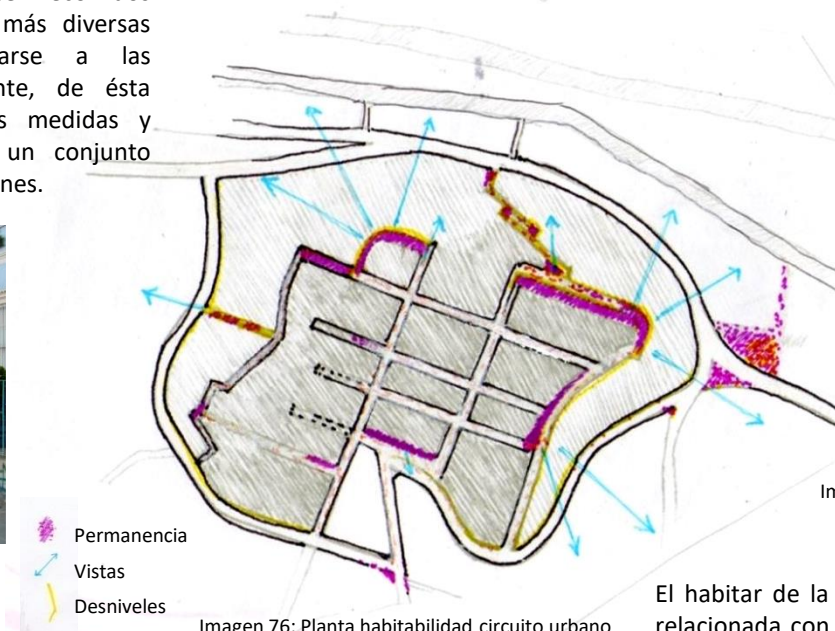 más diversas
arse a las
nte, de ésta
s medidas y
un conjunto
nes.
Permanencia
Vistas
Desniveles
Imagen 76: Planta habitabilidad circuito urbano
Im
El habitar de la
relacionada con